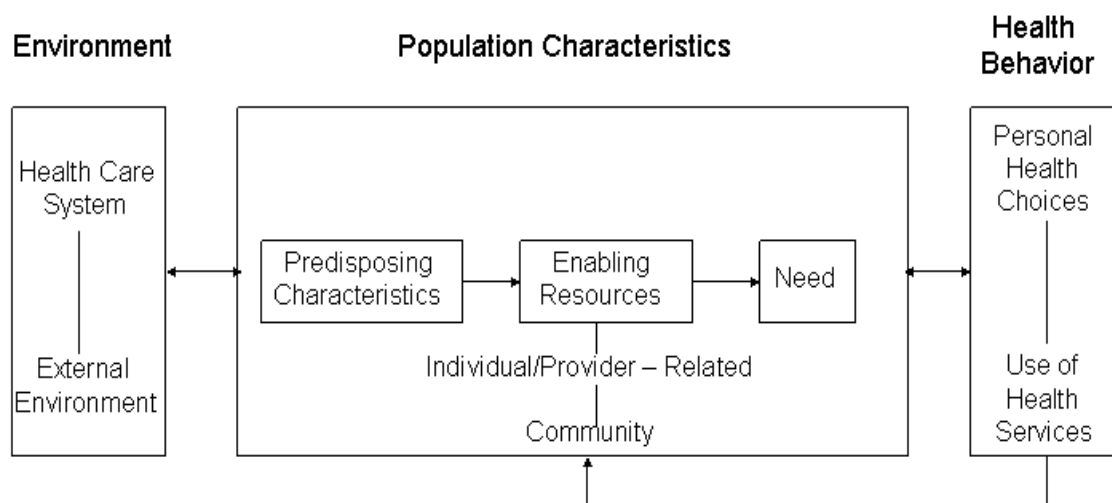 Environment
Population Characteristics
Health
Behavior
Health Care
System
External
Environment
Predisposing
Characteristics
Enabling
Resources
Need
Individual/Provider – Related
Community
Personal
Health
Choices
Use of
Health
Services